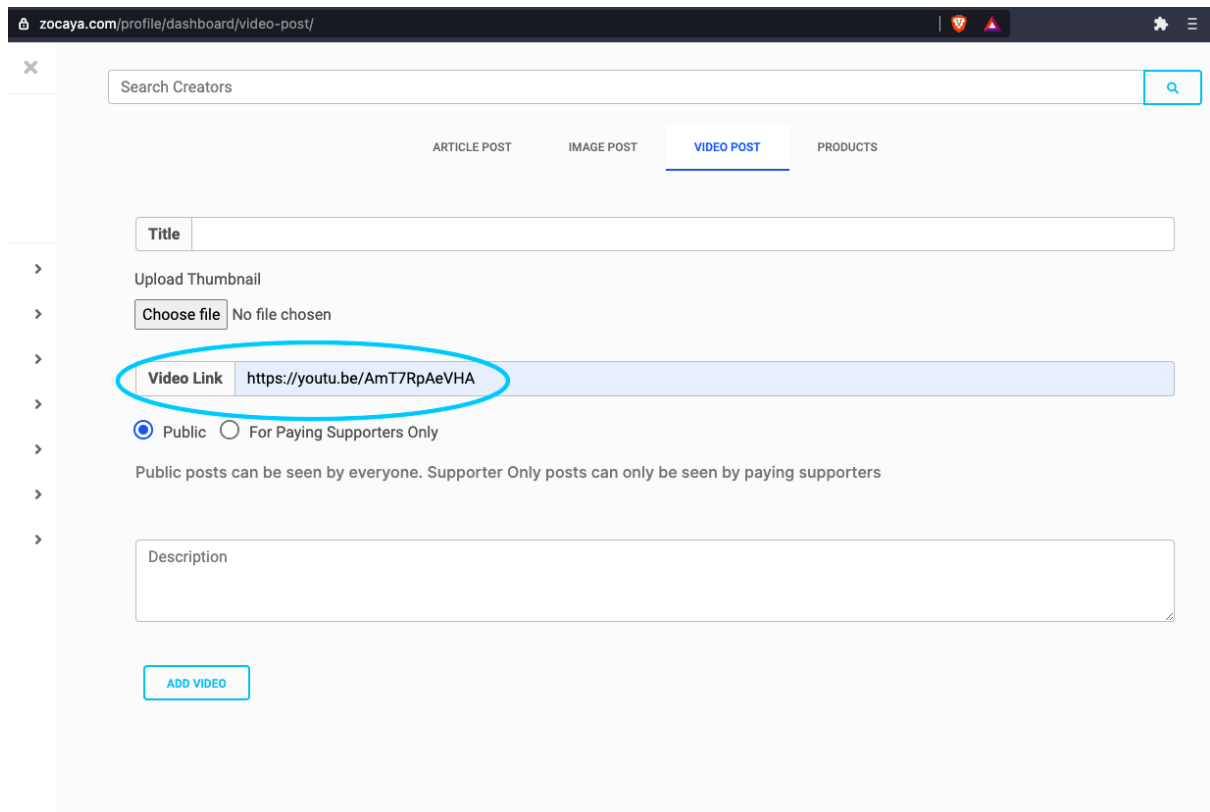 zocaya.com/profile/dashboard/video-post/
Search Creators
ARTICLE POST IMAGE POST VIDEO POST PRODUCTS
Title
Upload Thumbnail
Choose file No file chosen
Video Link https://youtu.be/AmT7RpAeVHA
Public For Paying Supporters Only
Public posts can be seen by everyone. Supporter Only posts can only be seen by paying supporters
Description
ADD VIDEO